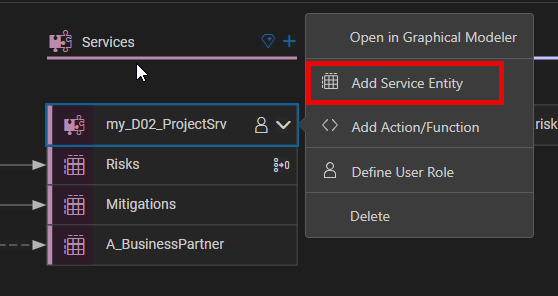 Services
my_D02_ProjectSrv
Risks
Mitigations
A_BusinessPartner
Open in Graphical Modeler
Add Service Entity
Add Action/Function
Define User Role
Delete
risk